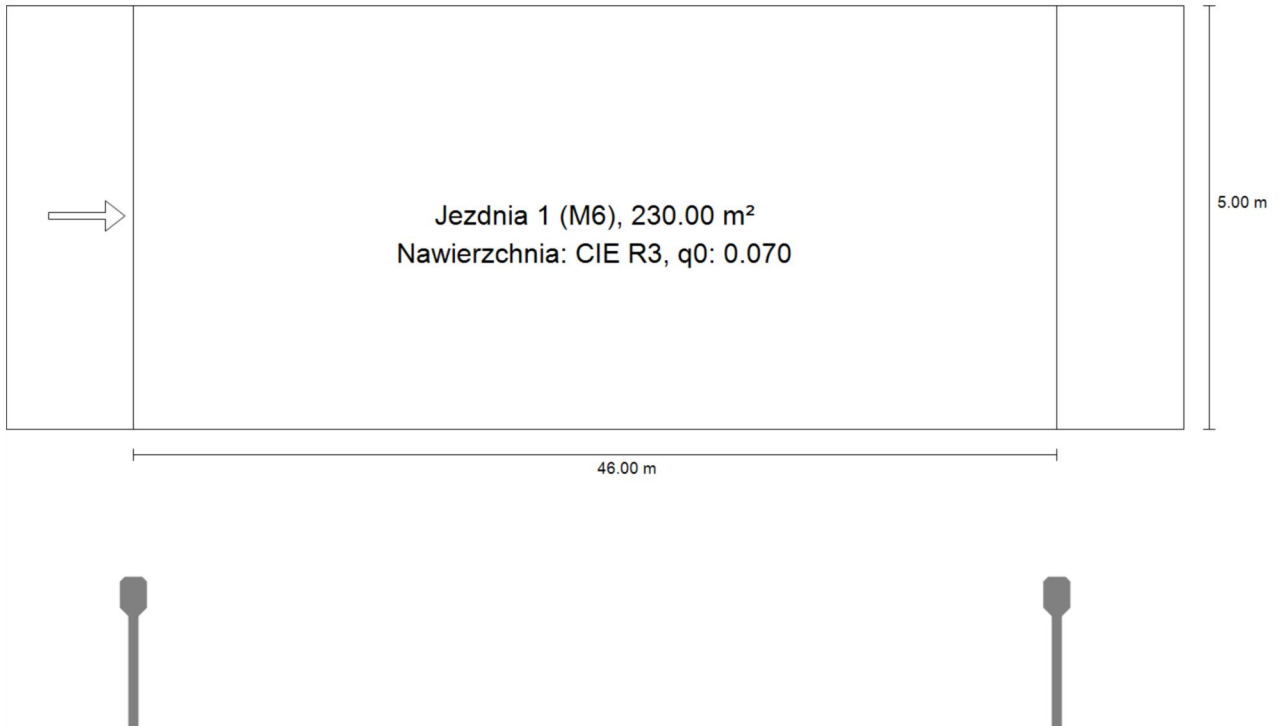 Jezdnia 1 (M6), 230.00 m²
Nawierzchnia: CIE R3, q0: 0.070
5.00 m
46.00 m